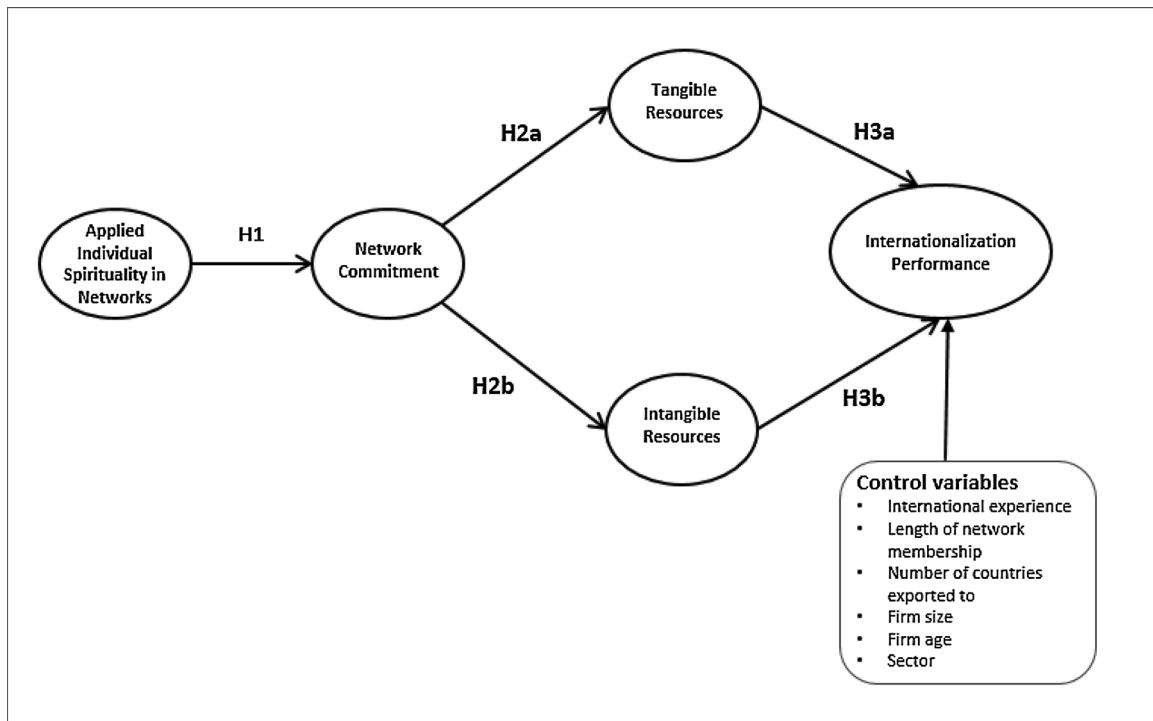 Applied
Individual
Spirituality in
Networks
H1
Network
Commitment
H2a
H2b
Tangible
Resources
Intangible
Resources
H3a
H3b
Internationalization
Performance
Control variables
• International experience
• Length of network
membership
• Number of countries
exported to
• Firm size
• Firm age
• Sector